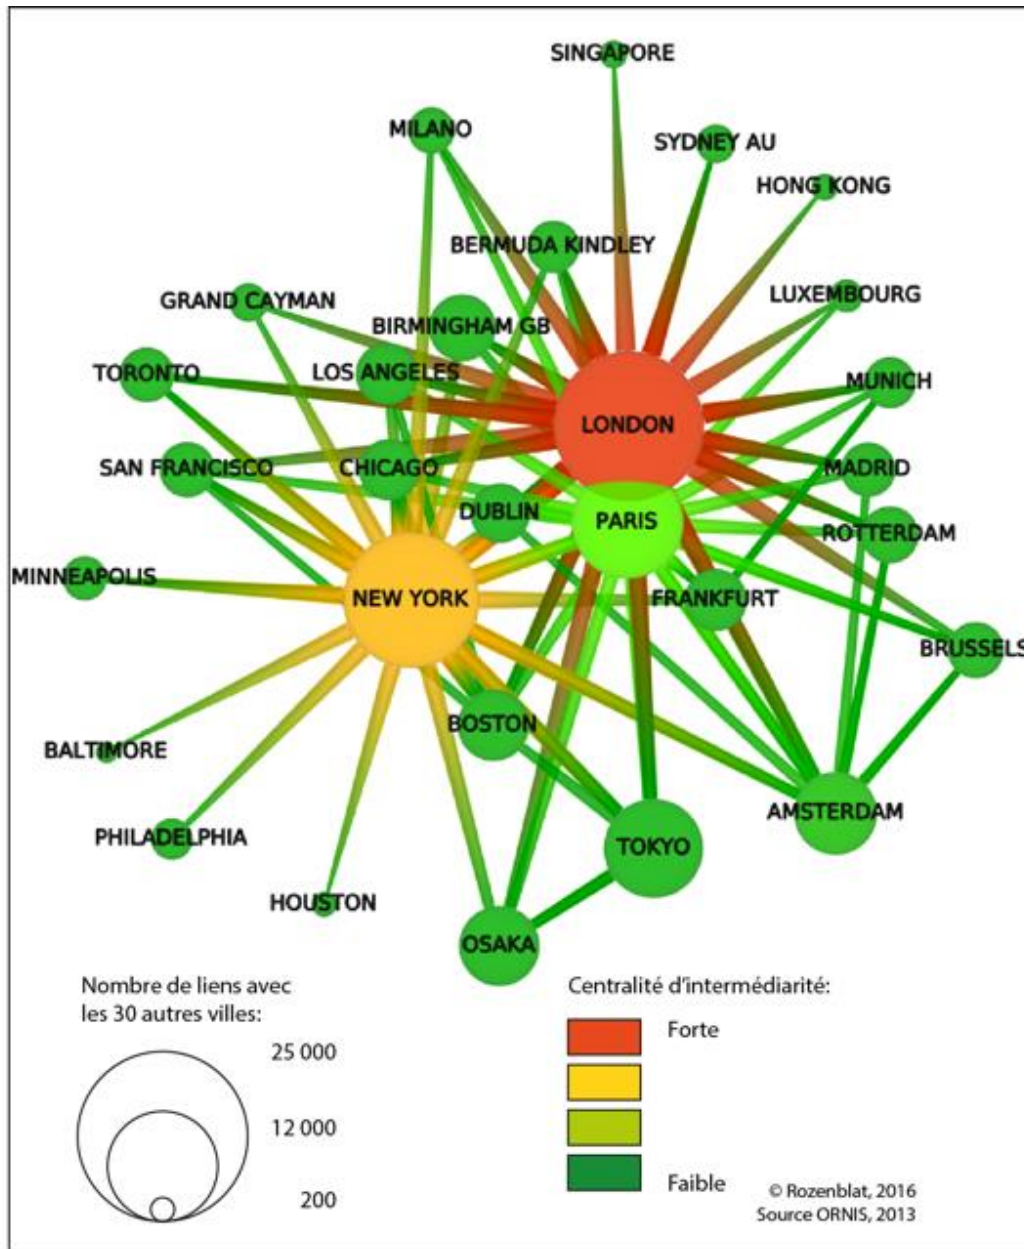 SINGAPORE
MILANO
SYDNEY AU
HONG KONG
BERMUDA KINDLEY
GRAND CAYMAN
LUXEMBOURG
BIRMINGHAM GB
TORONTO
LOS ANGELES
MUNICH
LONDON
SAN FRANCISCO
CHICAGO
MADRID
DUBLIN
PARIS
ROTTERDAM
MINNEAPOLIS
NEW YORK
FRANKFURT
BRUSSELS
BOSTON
BALTIMORE
AMSTERDAM
PHILADELPHIA
TOKYO
HOUSTON
OSAKA
Nombre de liens avec
les 30 autres villes:
25 000
12 000
200
Centralité d'intermédiarité:
Forte
Faible
© Rozenblat, 2016
Source ORNIS, 2013